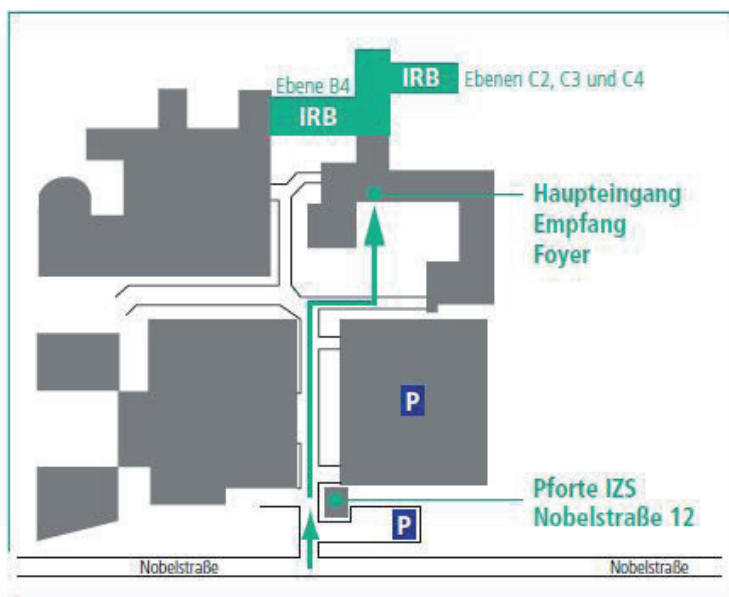 Ebene B4
IRB
IRB
Ebenen C2, C3 und C4
Haupteingang
Empfang
Foyer
P
Pforte IZS
Nobelstraße 12
P
Nobelstraße
Nobelstraße